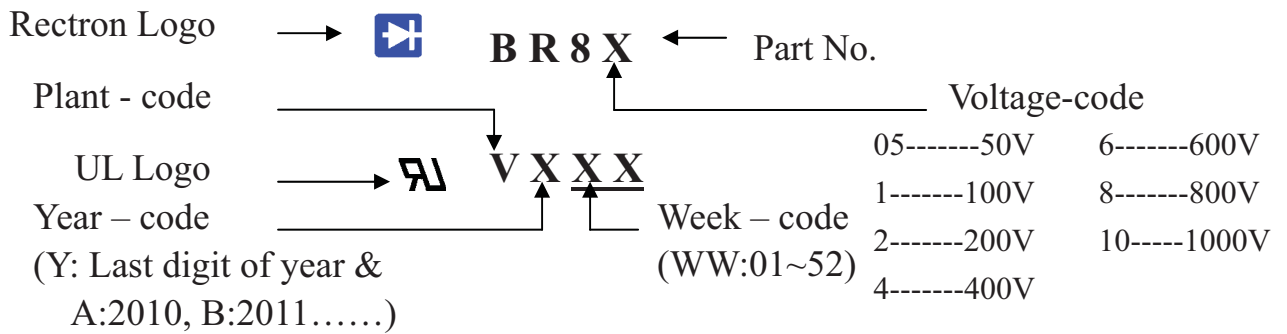 Rectron Logo
B R 8 X
Part No.
Plant - code
Voltage-code
05-------50V 6-------600V
UL Logo
V X X X
1-------100V 8-------800V
Year – code
Week – code
2-------200V 10-----1000V
(Y: Last digit of year &
(WW:01~52)
4-------400V
A:2010, B:2011……)